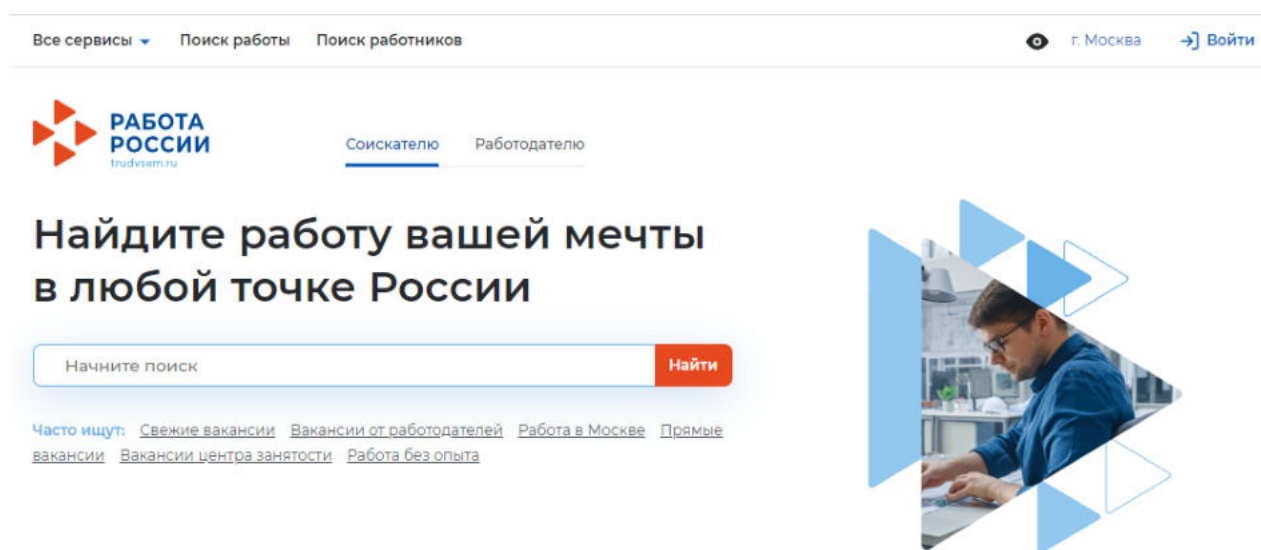 Все сервисы Поиск работы Поиск работников г. Москва Войти
РАБОТА
РОССИИ
trudvsem.ru
Соискателю Работодателю
Найдите работу вашей мечты
в любой точке России
Начните поиск Найти
Часто ищут: Свежие вакансии Вакансии от работодателей Работа в Москве Прямые
вакансии Вакансии центра занятости Работа без опыта